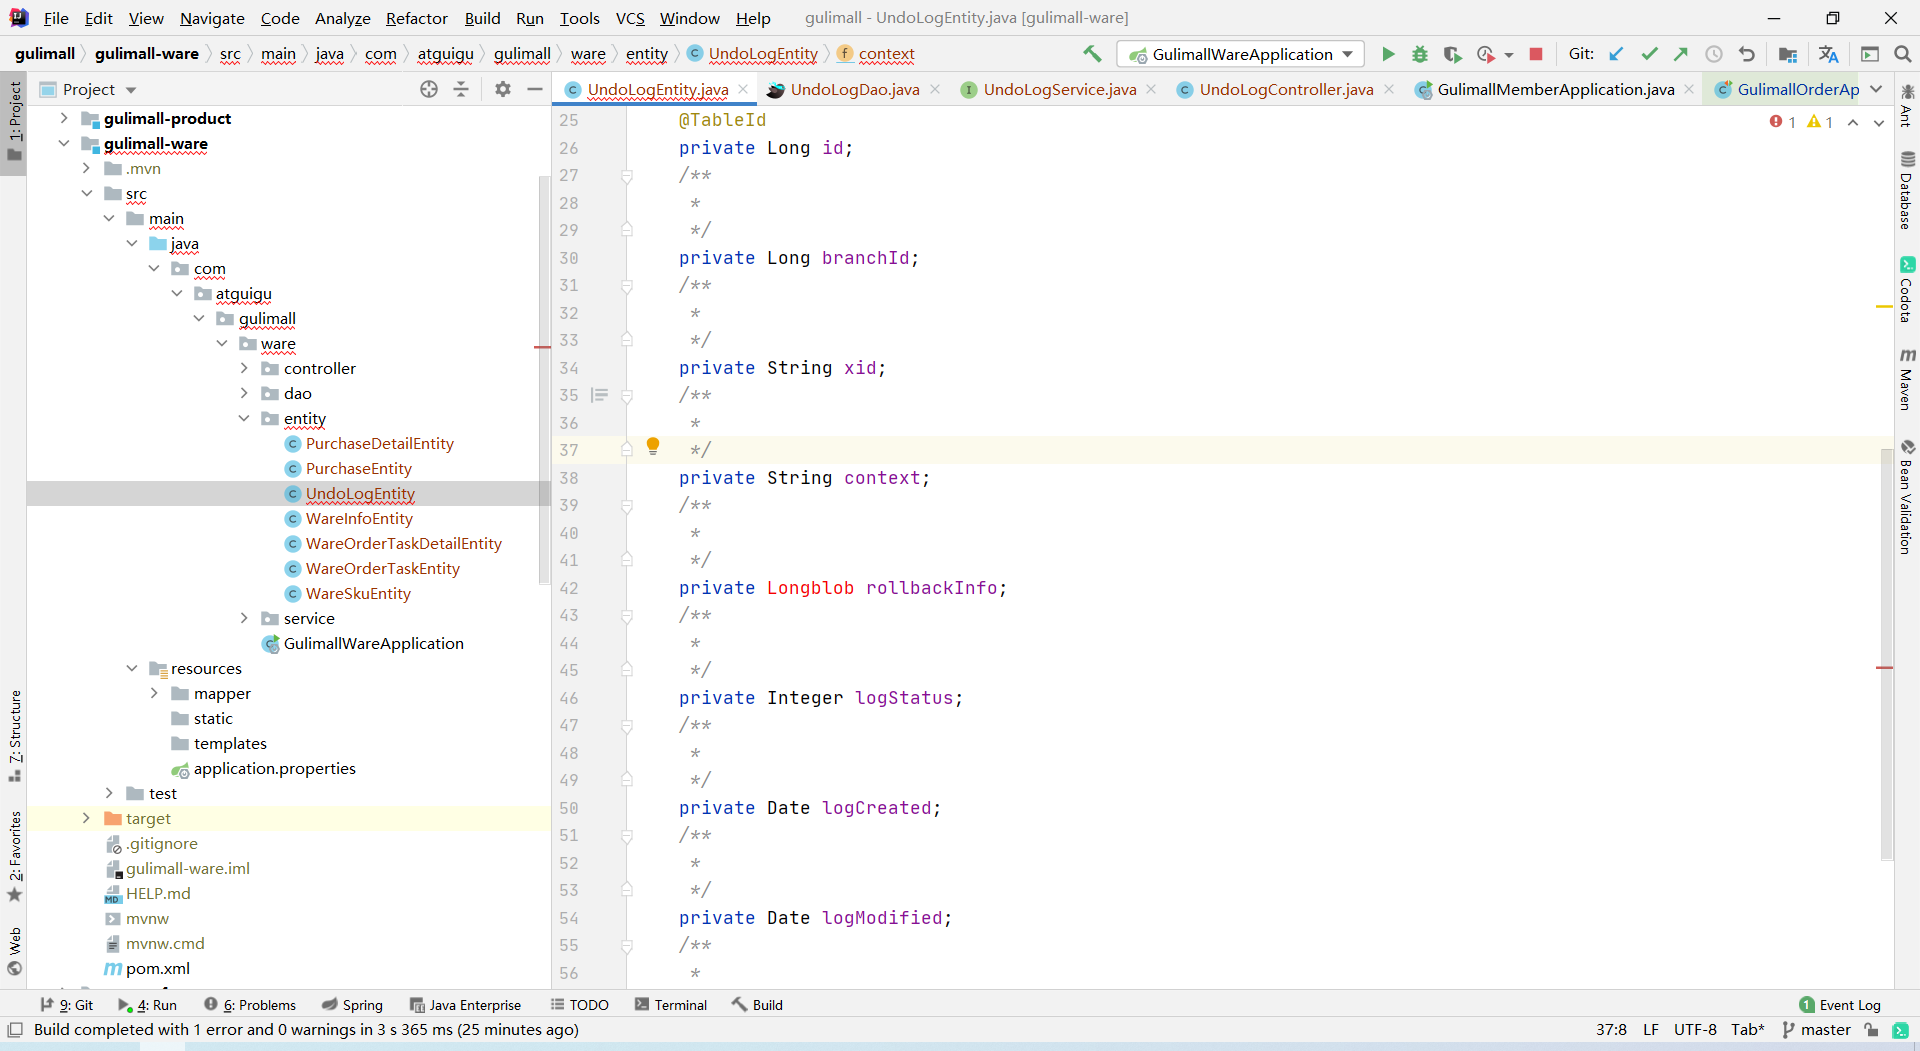 File Edit View Navigate Code Analyze Refactor Build Run Tools VCS Window Help gulimall - UndoLogEntity.java [gulimall-ware]
gulimall gulimall-ware src main java com atguigu gulimall ware entity UndoLogEntity context GulimallWareApplication Git:
Project
UndoLogEntity.java UndoLogDao.java UndoLogService.java UndoLogController.java GulimallMemberApplication.java GulimallOrderAp
1: Project
7: Structure
2: Favorites
Web
gulimall-product
gulimall-ware
.mvn
src
main
java
com
atguigu
gulimall
ware
controller
dao
entity
PurchaseDetailEntity
PurchaseEntity
UndoLogEntity
WareInfoEntity
WareOrderTaskDetailEntity
WareOrderTaskEntity
WareSkuEntity
service
GulimallWareApplication
resources
mapper
static
templates
application.properties
test
target
.gitignore
gulimall-ware.iml
HELP.md
mvnw
mvnw.cmd
pom.xml
25 @TableId
26 private Long id;
27 /**
28 *
29 */
30 private Long branchId;
31 /**
32 *
33 */
34 private String xid;
35 /**
36 *
37 */
38 private String context;
39 /**
40 *
41 */
42 private Longblob rollbackInfo;
43 /**
44 *
45 */
46 private Integer logStatus;
47 /**
48 *
49 */
50 private Date logCreated;
51 /**
52 *
53 */
54 private Date logModified;
55 /**
56 *
1 1
Ant
Database
Codota
Maven
Bean Validation
9: Git 4: Run 6: Problems Spring Java Enterprise TODO Terminal Build 1 Event Log
Build completed with 1 error and 0 warnings in 3 s 365 ms (25 minutes ago) 37:8 LF UTF-8 Tab* master